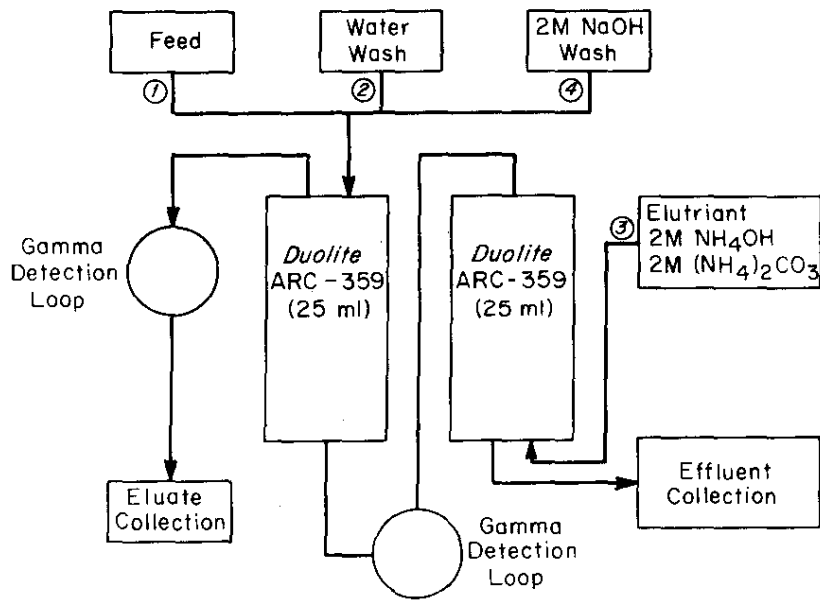 Feed
Water
Wash
2M NaOH
Wash
①
②
④
Duolite
ARC-359
(25 ml)
Duolite
ARC-359
(25 ml)
③
Elutriant
2M NH₄OH
2M (NH₄)₂CO₃
Gamma
Detection
Loop
Eluate
Collection
Effluent
Collection
Gamma
Detection
Loop